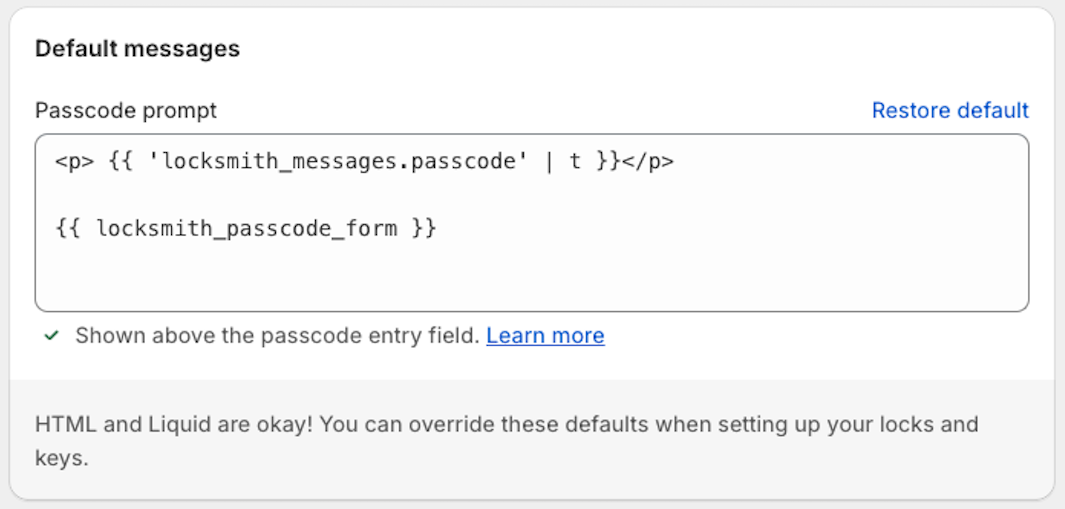 Default messages
Passcode prompt
Restore default
<p> {{ 'locksmith_messages.passcode' | t }}</p>
{{ locksmith_passcode_form }}
Shown above the passcode entry field. Learn more
HTML and Liquid are okay! You can override these defaults when setting up your locks and
keys.